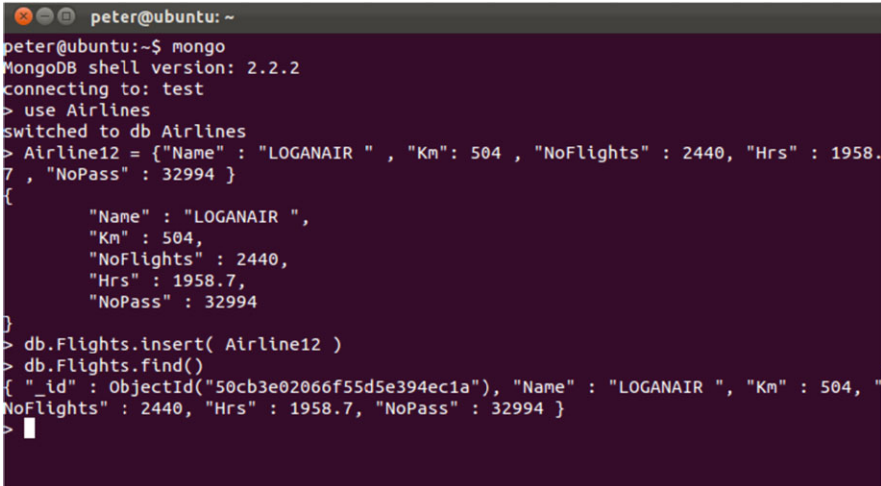 peter@ubuntu: ~
peter@ubuntu:~$ mongo
MongoDB shell version: 2.2.2
connecting to: test
> use Airlines
switched to db Airlines
> Airline12 = {"Name" : "LOGANAIR " , "Km": 504 , "NoFlights" : 2440, "Hrs" : 1958.
7 , "NoPass" : 32994 }
{
        "Name" : "LOGANAIR ",
        "Km" : 504,
        "NoFlights" : 2440,
        "Hrs" : 1958.7,
        "NoPass" : 32994
}
> db.Flights.insert( Airline12 )
> db.Flights.find()
{ "_id" : ObjectId("50cb3e02066f55d5e394ec1a"), "Name" : "LOGANAIR ", "Km" : 504, "
NoFlights" : 2440, "Hrs" : 1958.7, "NoPass" : 32994 }
>